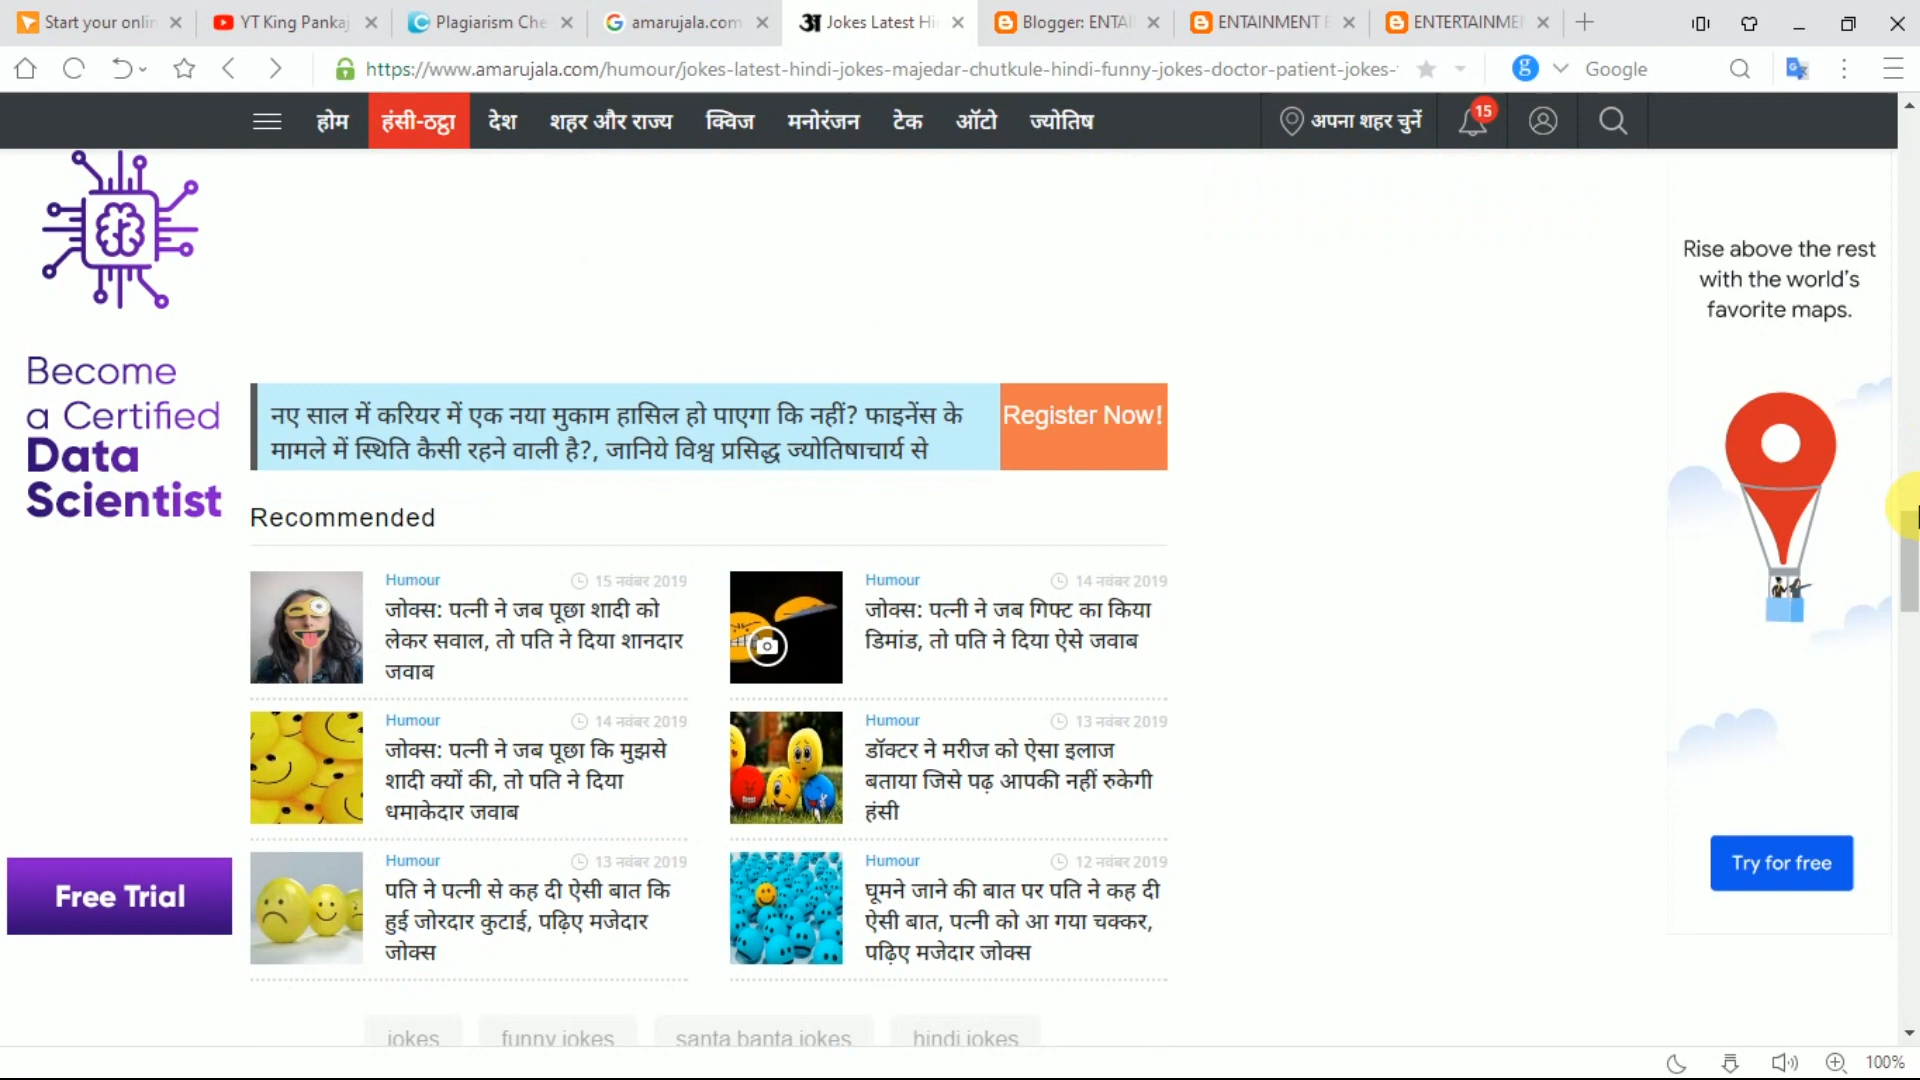 Start your onlin
YT King Pankaj
Plagiarism Che
amarujala.com
Jokes Latest Hi
Blogger: ENTAI
ENTAINMENT
ENTERTAINME
https://www.amarujala.com/humour/jokes-latest-hindi-jokes-majedar-chutkule-hindi-funny-jokes-doctor-patient-jokes-
Google
होम
हंसी-ठट्ठा
देश
शहर और राज्य
क्विज
मनोरंजन
टेक
ऑटो
ज्योतिष
अपना शहर चुनें
15
Become
a Certified
Data
Scientist
Free Trial
नए साल में करियर में एक नया मुकाम हासिल हो पाएगा कि नहीं? फाइनेंस के
मामले में स्थिति कैसी रहने वाली है?, जानिये विश्व प्रसिद्ध ज्योतिषाचार्य से
Register Now!
Recommended
Humour
15 नवंबर 2019
जोक्स: पत्नी ने जब पूछा शादी को
लेकर सवाल, तो पति ने दिया शानदार
जवाब
Humour
14 नवंबर 2019
जोक्स: पत्नी ने जब गिफ्ट का किया
डिमांड, तो पति ने दिया ऐसे जवाब
Humour
14 नवंबर 2019
जोक्स: पत्नी ने जब पूछा कि मुझसे
शादी क्यों की, तो पति ने दिया
धमाकेदार जवाब
Humour
13 नवंबर 2019
डॉक्टर ने मरीज को ऐसा इलाज
बताया जिसे पढ़ आपकी नहीं रुकेगी
हंसी
Humour
13 नवंबर 2019
पति ने पत्नी से कह दी ऐसी बात कि
हुई जोरदार कुटाई, पढ़िए मजेदार
जोक्स
Humour
12 नवंबर 2019
घूमने जाने की बात पर पति ने कह दी
ऐसी बात, पत्नी को आ गया चक्कर,
पढ़िए मजेदार जोक्स
jokes
funny jokes
santa banta jokes
hindi jokes
Rise above the rest
with the world's
favorite maps.
Try for free
100%